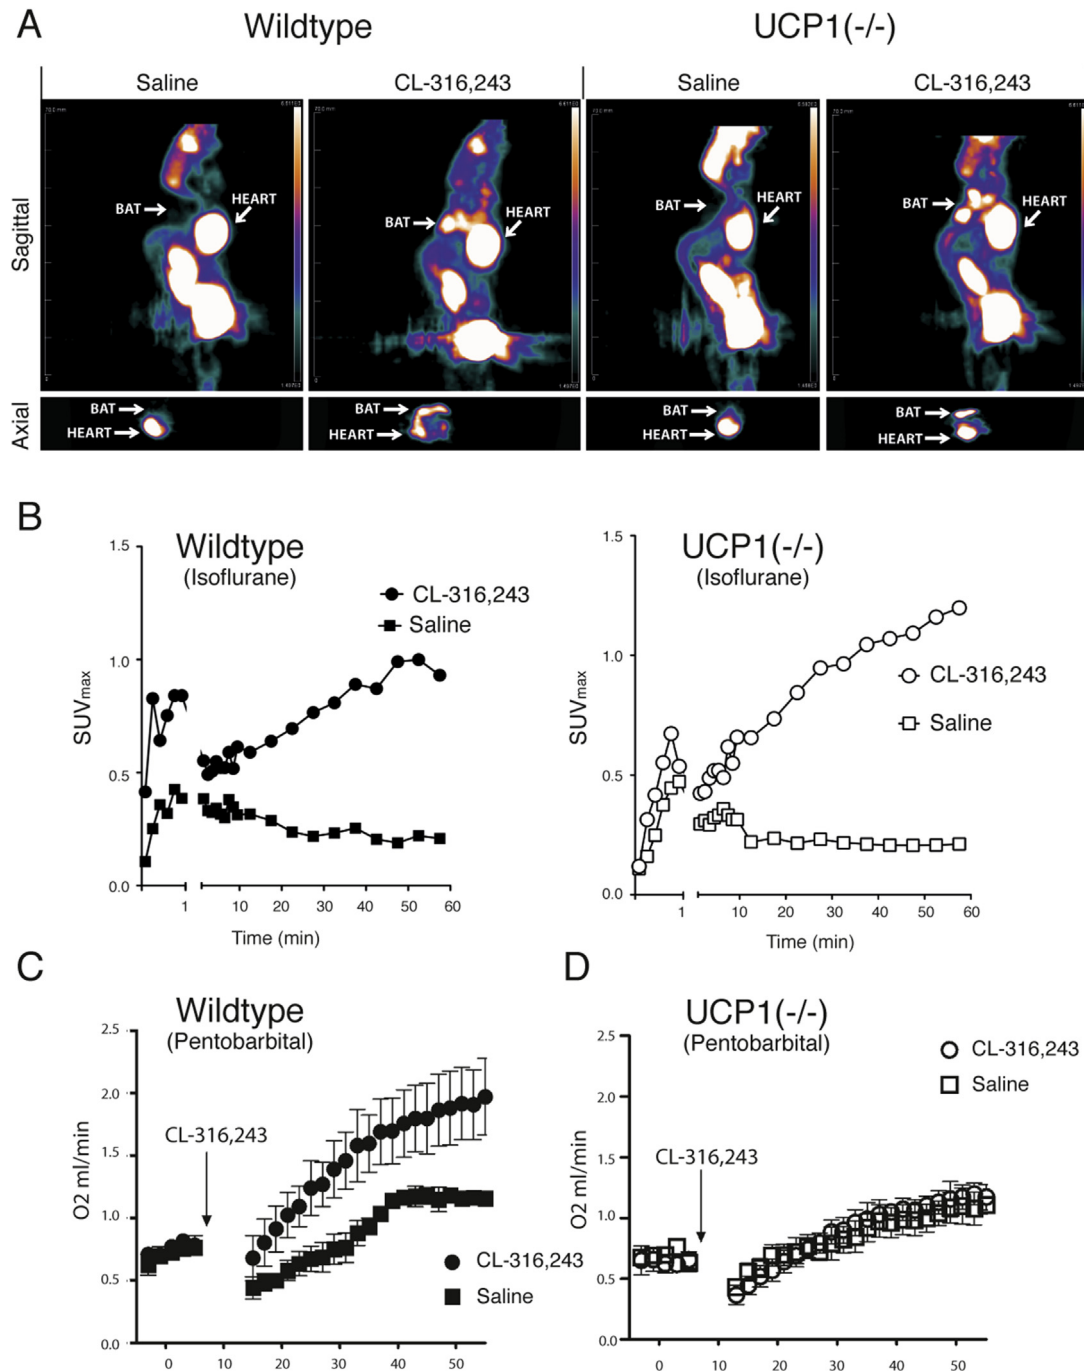 A
Wildtype
UCP1(-/-)
Saline
CL-316,243
Saline
CL-316,243
Sagittal
BAT
HEART
BAT
HEART
BAT
HEART
BAT
HEART
Axial
BAT
HEART
BAT
HEART
BAT
HEART
BAT
HEART
B
Wildtype
(Isoflurane)
CL-316,243
Saline
SUVmax
1.5
1.0
0.5
0.0
1 10 20 30 40 50 60
Time (min)
UCP1(-/-)
(Isoflurane)
CL-316,243
Saline
SUVmax
1.5
1.0
0.5
0.0
1 10 20 30 40 50 60
Time (min)
C
Wildtype
(Pentobarbital)
CL-316,243
CL-316,243
Saline
O2 ml/min
2.5
2.0
1.5
1.0
0.5
0.0
0 10 20 30 40 50
D
UCP1(-/-)
(Pentobarbital)
CL-316,243
Saline
CL-316,243
O2 ml/min
2.5
2.0
1.5
1.0
0.5
0.0
0 10 20 30 40 50